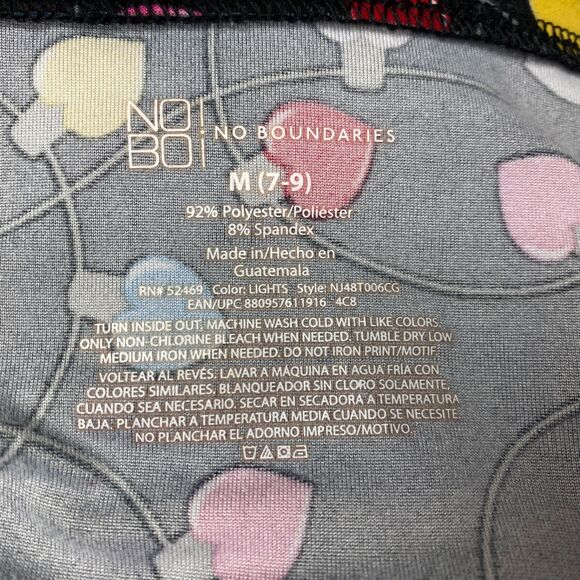 NO BO
NO BOUNDARIES
M (7-9)
92% Polyester/Poliéster
8% Spandex
Made in/Hecho en
Guatemala
RN# 52469 Color: LIGHTS Style: NJ48T006CG
EAN/UPC 880957611916 4C8
TURN INSIDE OUT, MACHINE WASH COLD WITH LIKE COLORS.
ONLY NON-CHLORINE BLEACH WHEN NEEDED. TUMBLE DRY LOW
MEDIUM IRON WHEN NEEDED. DO NOT IRON PRINT/MOTIF.
VOLTEAR AL REVÉS. LAVAR A MÁQUINA EN AGUA FRÍA CON
COLORES SIMILARES, BLANQUEADOR SIN CLORO SOLAMENTE,
CUANDO SEA NECESARIO. SECAR EN SECADORA A TEMPERATURA
BAJA. PLANCHAR A TEMPERATURA MEDIA CUANDO SE NECESITE
NO PLANCHAR EL ADORNO IMPRESO/MOTIVO.